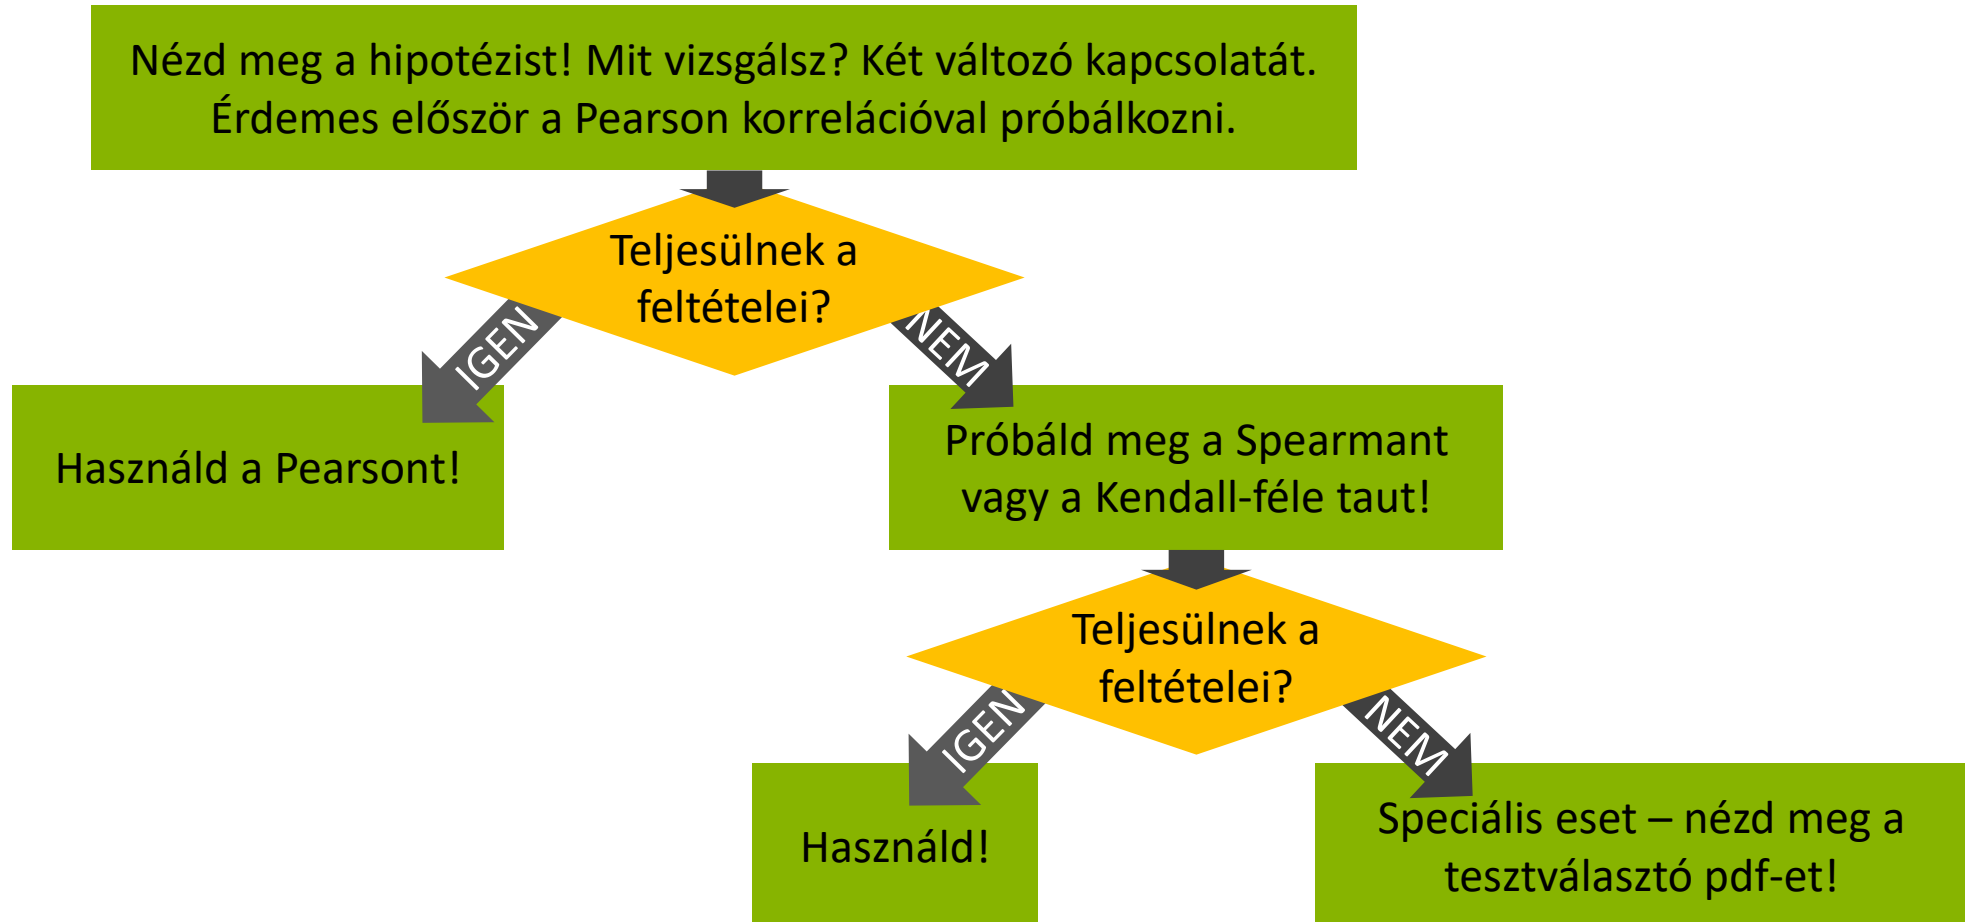 Nézd meg a hipotézist! Mit vizsgálsz? Két változó kapcsolatát.
Érdemes először a Pearson korrelációval próbálkozni.
Teljesülnek a
feltételei?
IGEN
NEM
Használd a Pearsont!
Próbáld meg a Spearmant
vagy a Kendall-féle taut!
Teljesülnek a
feltételei?
IGEN
NEM
Használd!
Speciális eset – nézd meg a
tesztválasztó pdf-et!